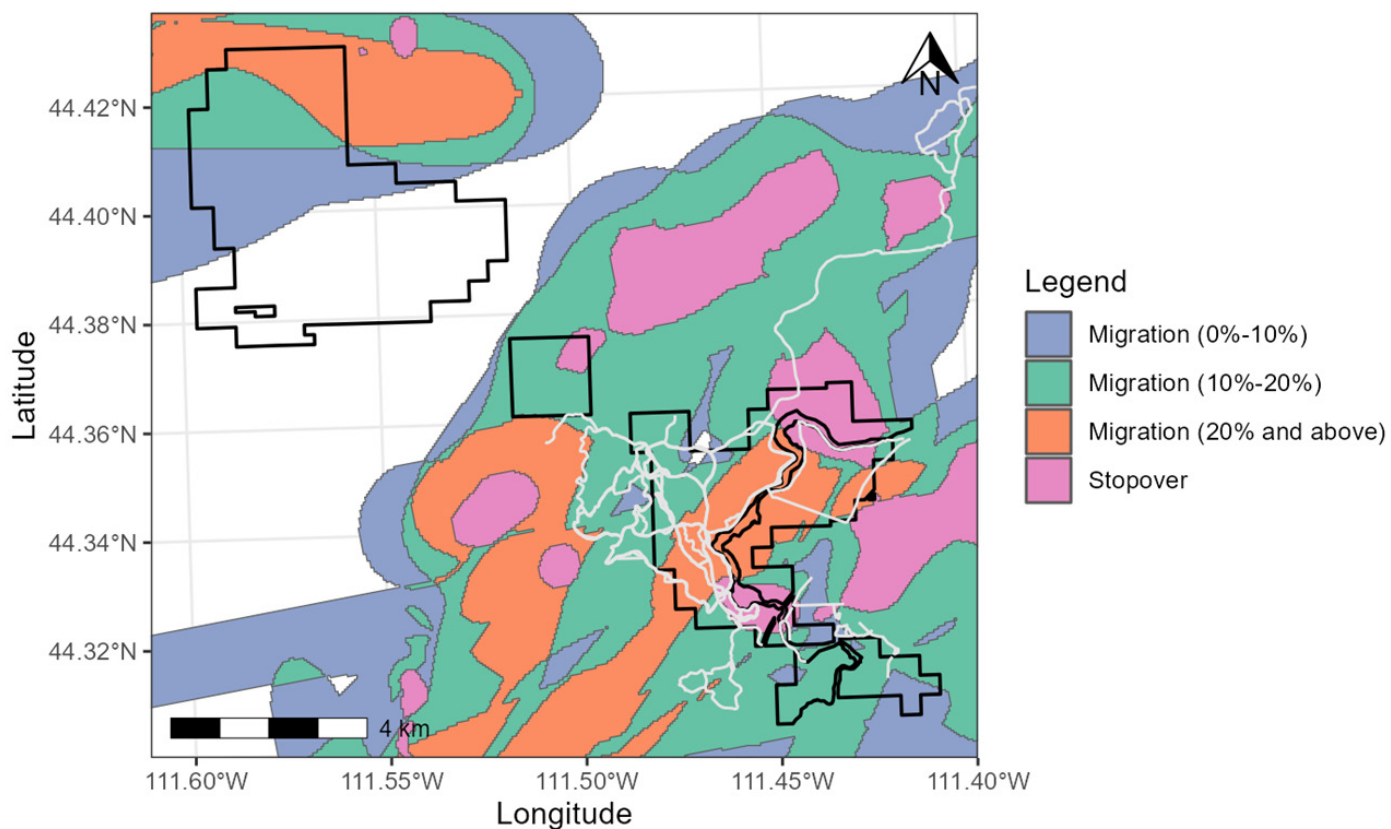 N
44.42°N
44.40°N
44.38°N
44.36°N
44.34°N
44.32°N
Latitude
4 km
111.60°W
111.55°W
111.50°W
111.45°W
111.40°W
Longitude
Legend
Migration (0%-10%)
Migration (10%-20%)
Migration (20% and above)
Stopover